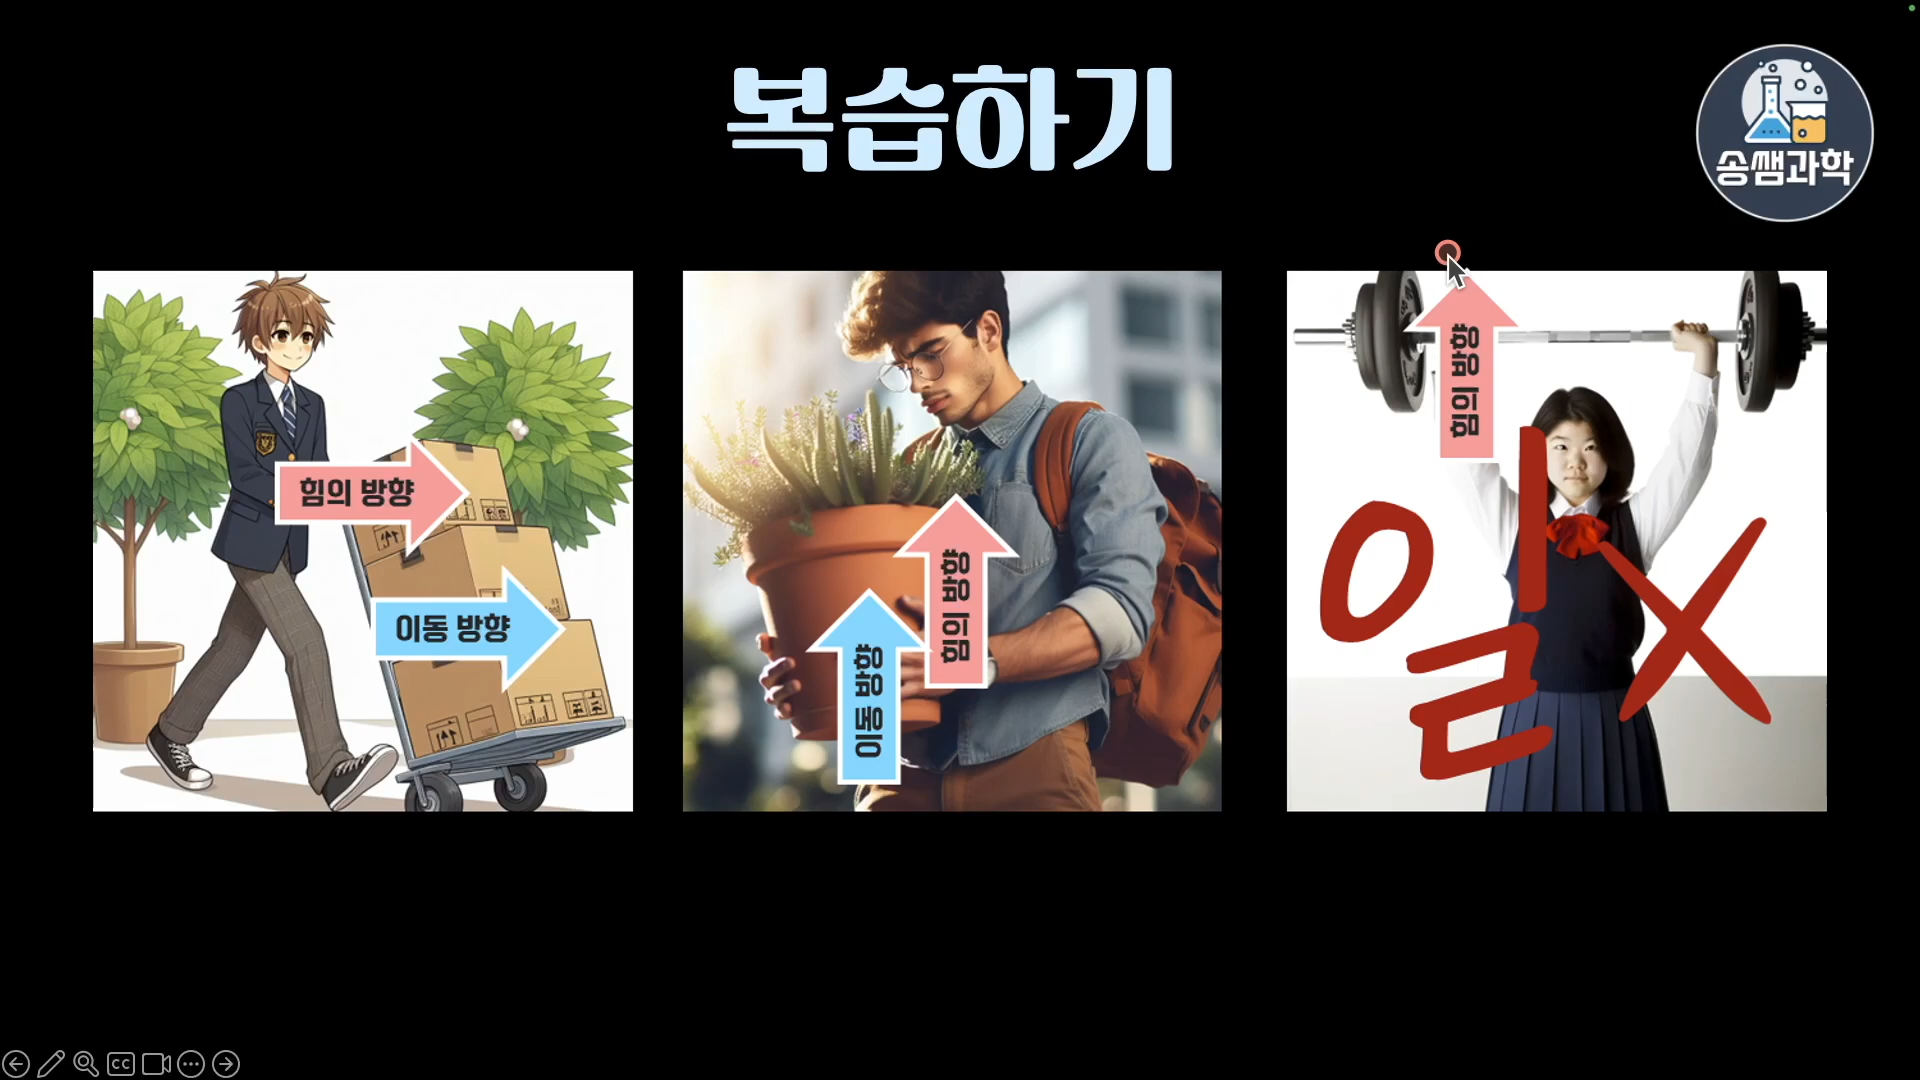 복습하기
송쌤과학
힘의 방향
이동 방향
힘의 방향
이동 방향
힘의 방향
일 X
CC